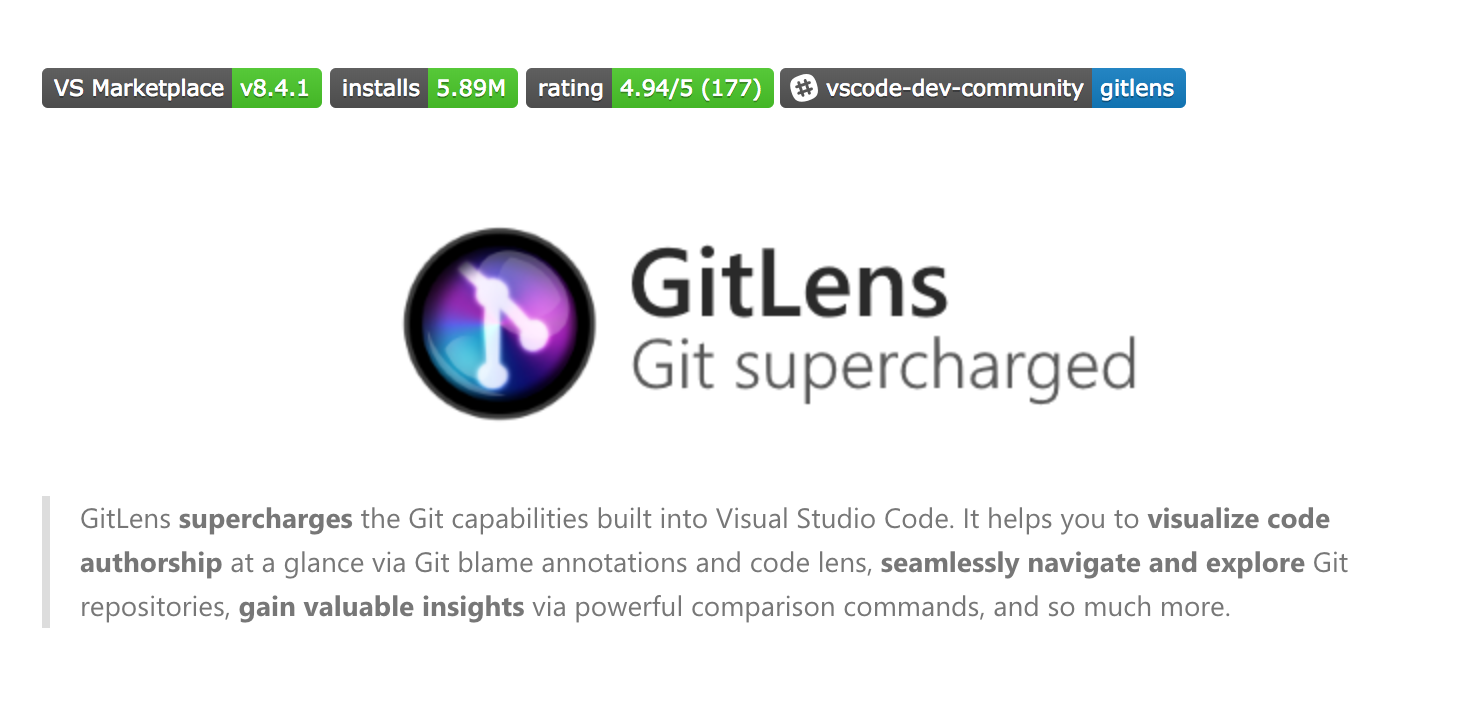 VS Marketplace v8.4.1 installs 5.89M rating 4.94/5 (177) vscode-dev-community gitlens
GitLens
Git supercharged
GitLens supercharges the Git capabilities built into Visual Studio Code. It helps you to visualize code
authorship at a glance via Git blame annotations and code lens, seamlessly navigate and explore Git
repositories, gain valuable insights via powerful comparison commands, and so much more.